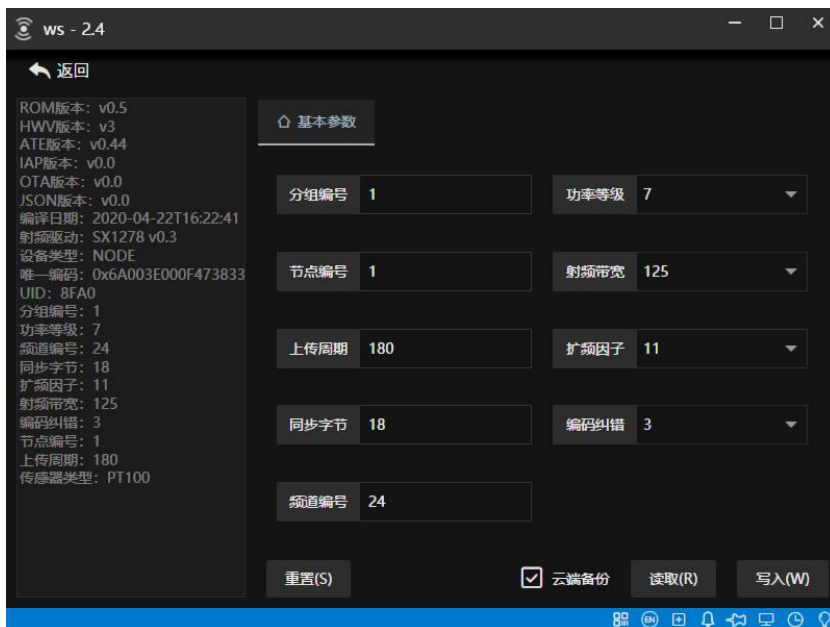 ws - 2.4
返回
ROM版本：v0.5
HWV版本：v3
ATE版本：v0.44
IAP版本：v0.0
OTA版本：v0.0
JSON版本：v0.0
编译日期：2020-04-22T16:22:41
射频驱动：SX1278 v0.3
设备类型：NODE
唯一编码：0x6A003E000F473833
UID：8FA0
分组编号：1
功率等级：7
频道编号：24
同步字节：18
扩频因子：11
射频带宽：125
编码纠错：3
节点编号：1
上传周期：180
传感器类型：PT100
基本参数
分组编号 1 功率等级 7
节点编号 1 射频带宽 125
上传周期 180 扩频因子 11
同步字节 18 编码纠错 3
频道编号 24
重置(S) 云端备份 读取(R) 写入(W)
EN